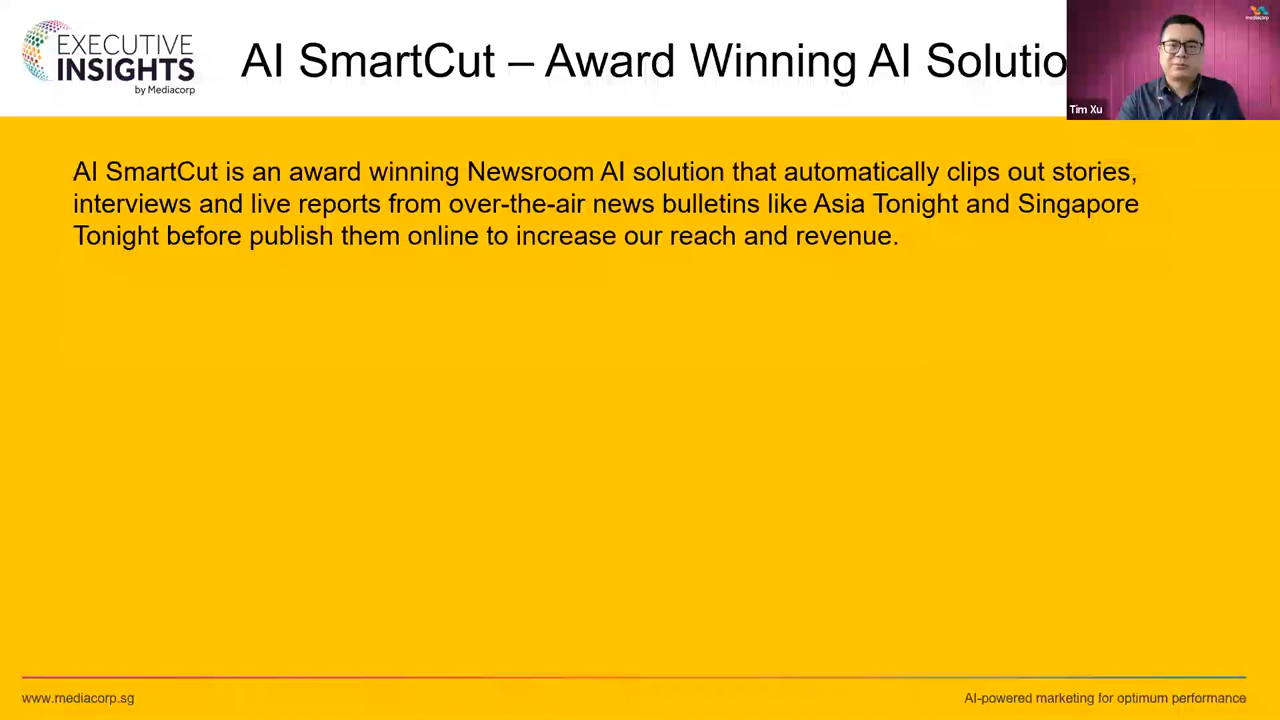 EXECUTIVE
INSIGHTS
by Mediacorp
AI SmartCut – Award Winning AI Solutio
mediacorp
Tim Xu
AI SmartCut is an award winning Newsroom AI solution that automatically clips out stories,
interviews and live reports from over-the-air news bulletins like Asia Tonight and Singapore
Tonight before publish them online to increase our reach and revenue.
www.mediacorp.sg
AI-powered marketing for optimum performance